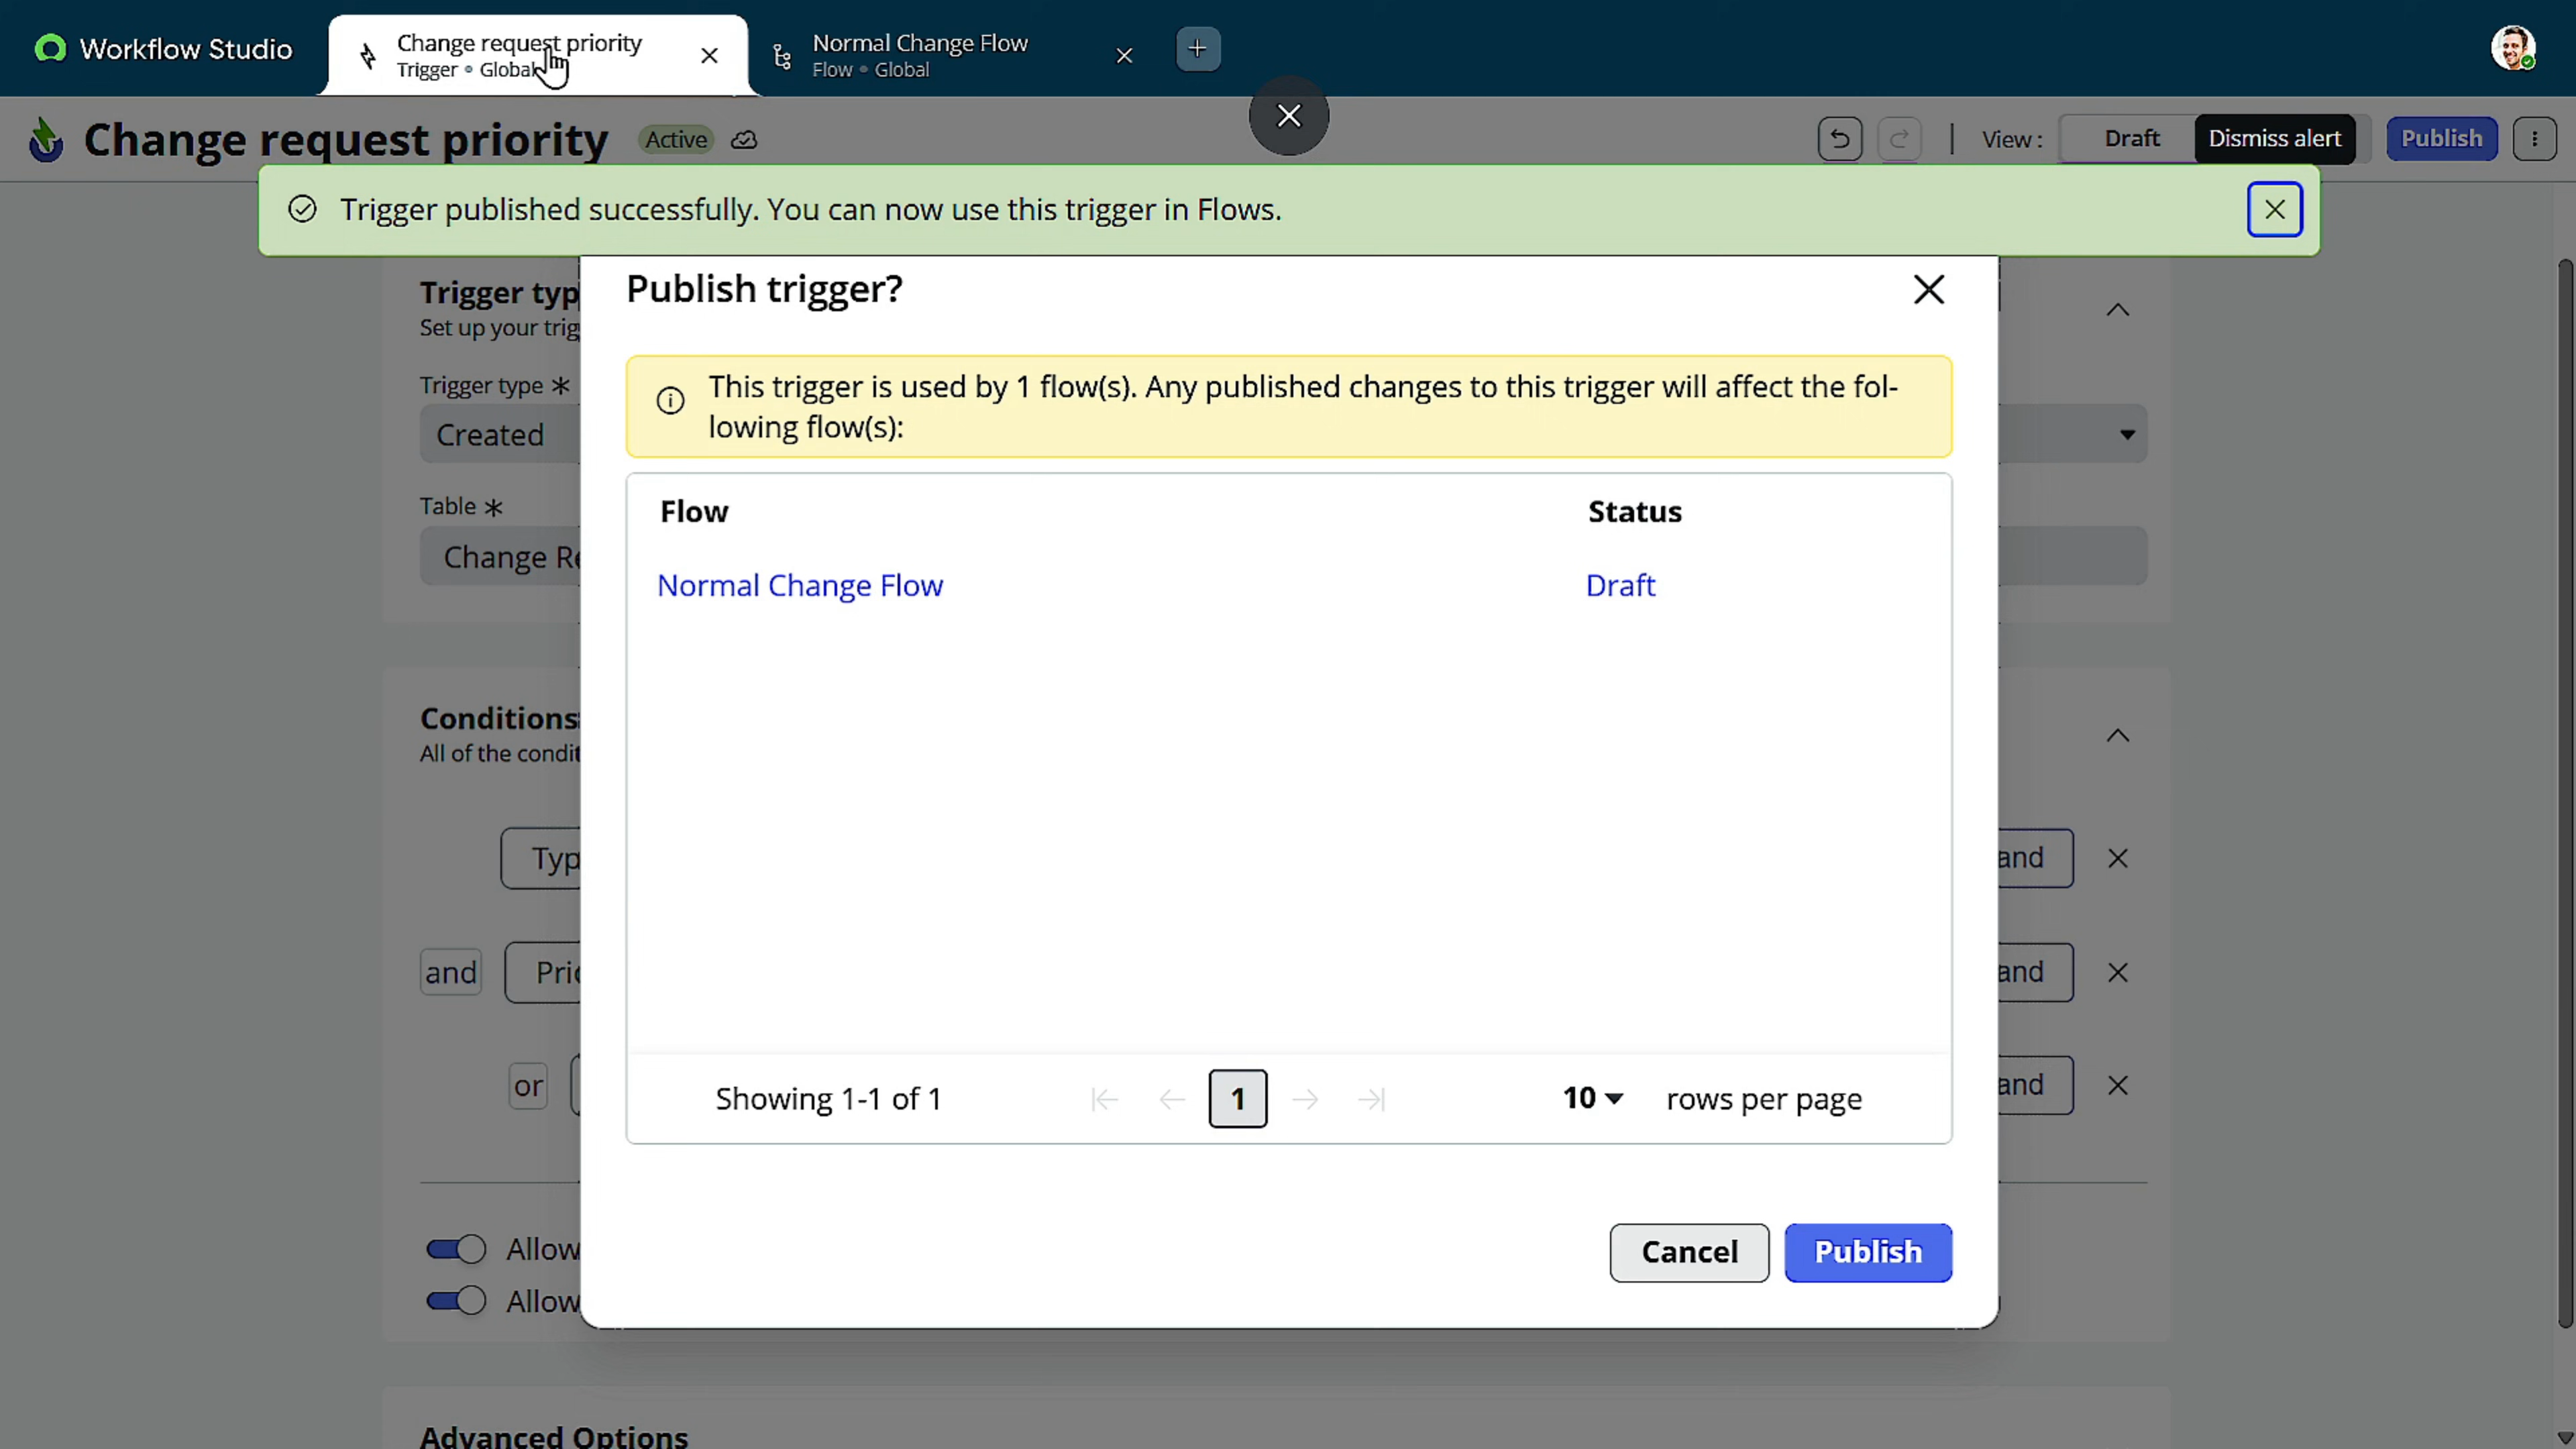 Workflow Studio
Change request priority
Trigger • Global
Normal Change Flow
Flow • Global
Change request priority
Active
View :
Draft
Dismiss alert
Publish
Trigger published successfully. You can now use this trigger in Flows.
Publish trigger?
This trigger is used by 1 flow(s). Any published changes to this trigger will affect the fol-
lowing flow(s):
Flow
Status
Normal Change Flow
Draft
Showing 1-1 of 1
1
10
rows per page
Cancel
Publish
Trigger typ
Set up your trig
Trigger type *
Created
Table *
Change Re
Conditions
All of the condit
Typ
and
and
Prio
and
or
and
Allow
Allow
Advanced Options